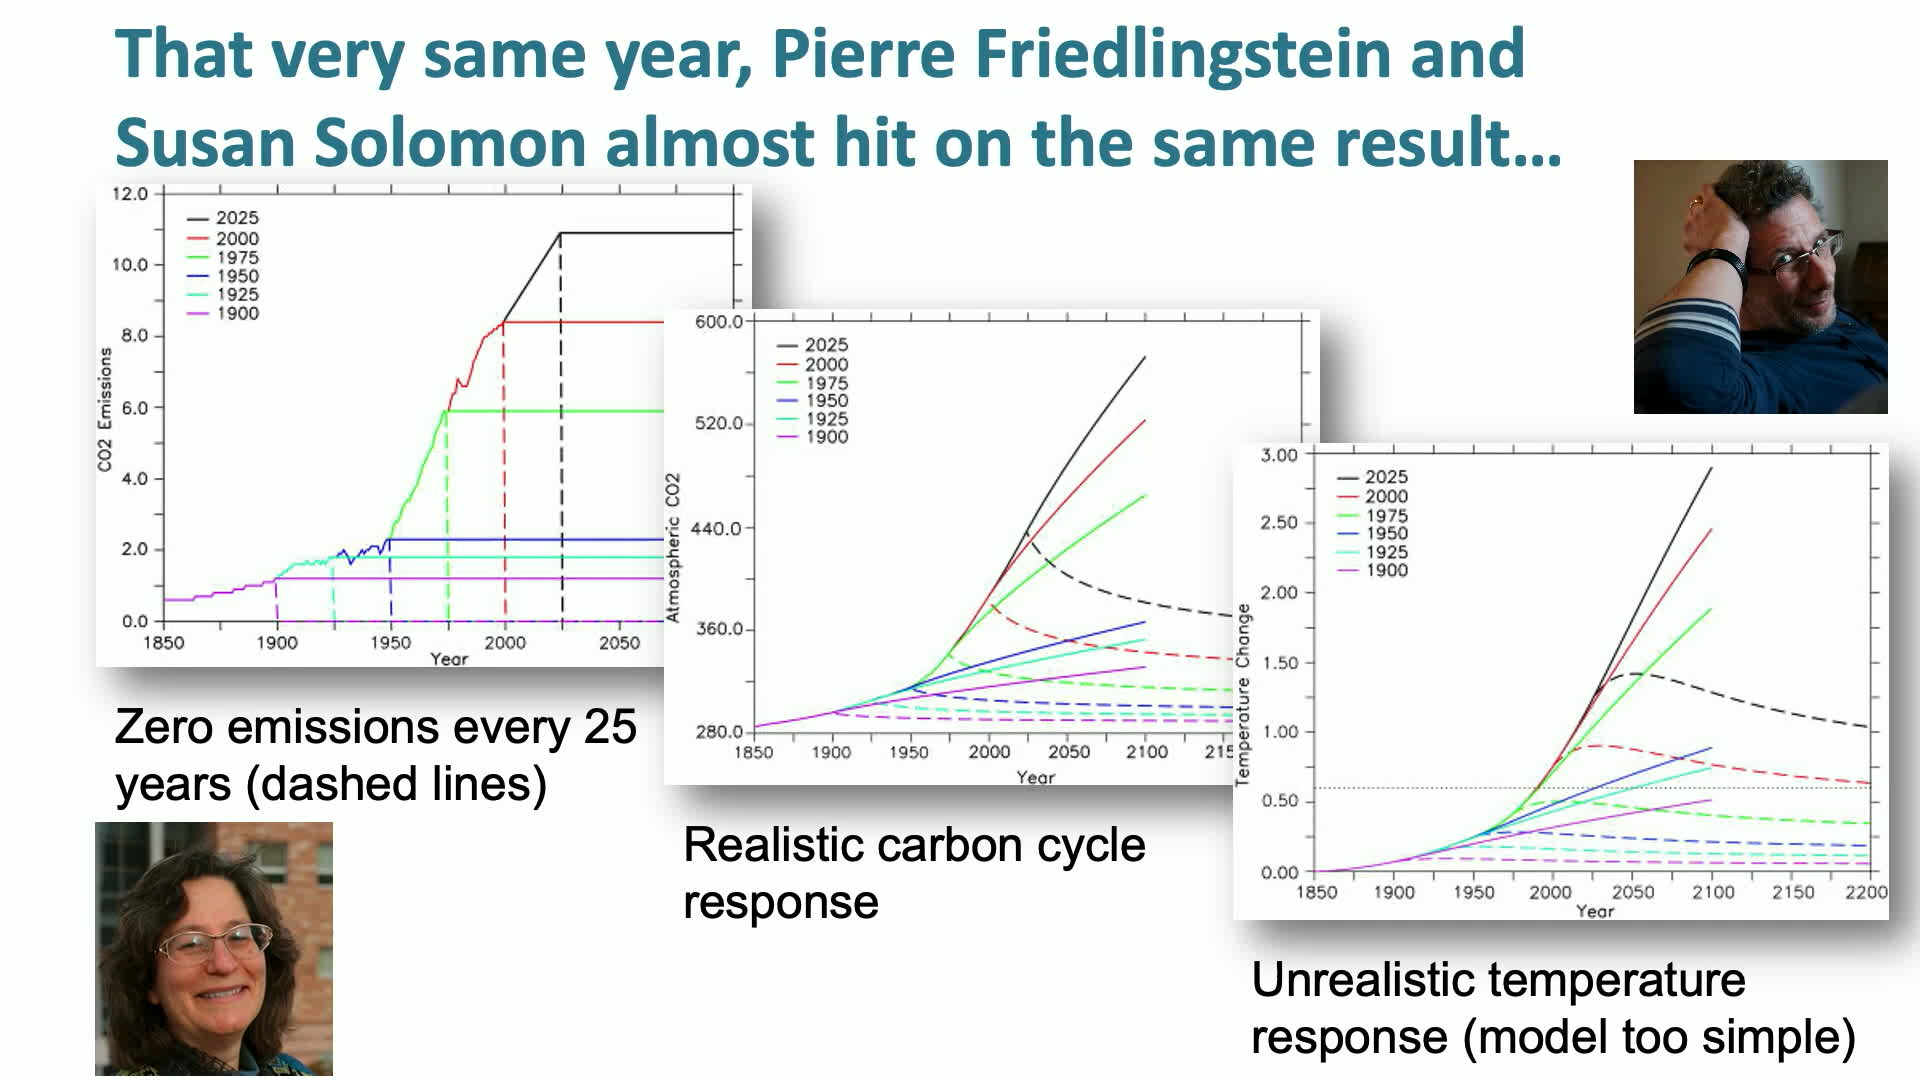 That very same year, Pierre Friedlingstein and
Susan Solomon almost hit on the same result...
12.0
10.0
8.0
6.0
4.0
2.0
0.0
CO2 Emissions
2025
2000
1975
1950
1925
1900
1850 1900 1950 2000 2050
Year
Zero emissions every 25
years (dashed lines)
600.0
520.0
440.0
360.0
280.0
Atmospheric CO2
2025
2000
1975
1950
1925
1900
1850 1900 1950 2000 2050 2100 215
Year
Realistic carbon cycle
response
3.00
2.50
2.00
1.50
1.00
0.50
0.00
Temperature Change
2025
2000
1975
1950
1925
1900
1850 1900 1950 2000 2050 2100 2150 2200
Year
Unrealistic temperature
response (model too simple)